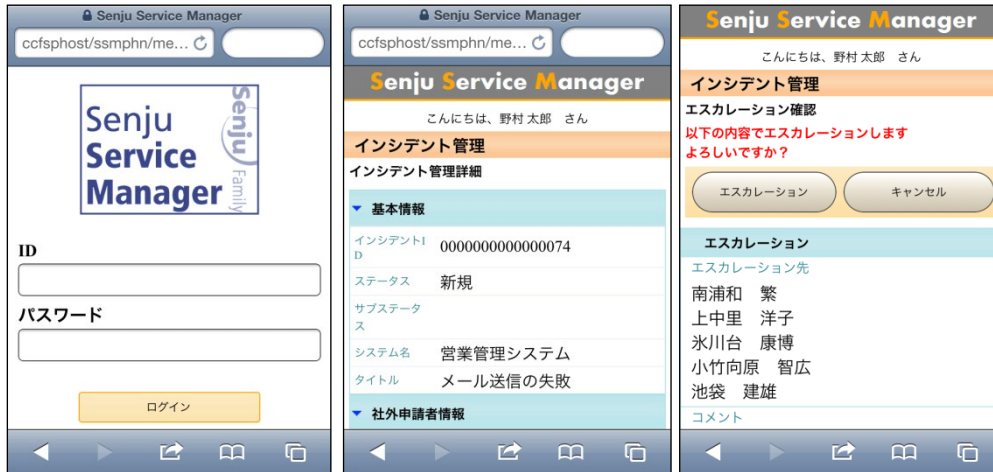 Senju Service Manager
ccfsphost/ssmphn/me...
Senju
Service
Manager
Senju
Family
ID
パスワード
ログイン
Senju Service Manager
ccfsphost/ssmphn/me...
Senju Service Manager
こんにちは、野村 太郎　さん
インシデント管理
インシデント管理詳細
基本情報
インシデントI
D
0000000000000074
ステータス 新規
サブステータ
ス
システム名 営業管理システム
タイトル メール送信の失敗
社外申請者情報
Senju Service Manager
こんにちは、野村 太郎　さん
インシデント管理
エスカレーション確認
以下の内容でエスカレーションします
よろしいですか？
エスカレーション キャンセル
エスカレーション
エスカレーション先
南浦和　繁
上中里　洋子
氷川台　康博
小竹向原　智広
池袋　建雄
コメント